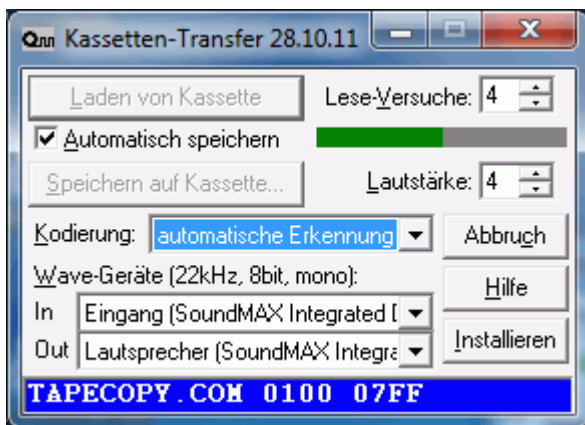 Kassetten-Transfer 28.10.11
Laden von Kassette
Lese-Versuche: 4
Automatisch speichern
Speichern auf Kassette...
Lautstärke: 4
Kodierung: automatische Erkennung
Abbruch
Wave-Geräte (22kHz, 8bit, mono):
Hilfe
In Eingang (SoundMAX Integrated D
Out Lautsprecher (SoundMAX Integra
Installieren
TAPECOPY.COM 0100 07FF